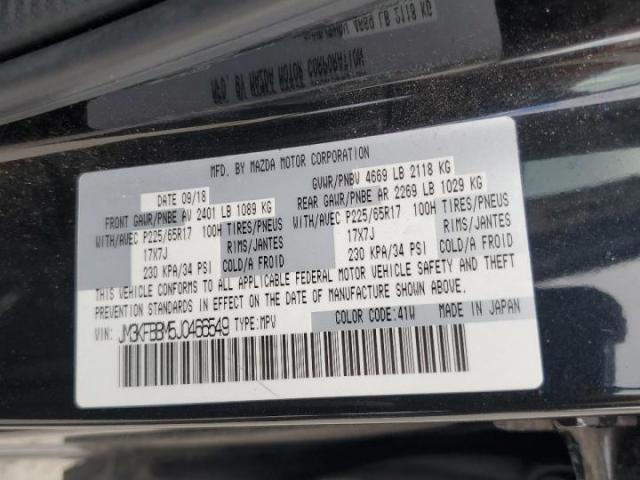 MFD. BY MAZDA MOTOR CORPORATION
DATE 09/18 GVWR/PNBV 4669 LB 2118 KG
FRONT GAWR/PNBE AV 2401 LB 1089 KG REAR GAWR/PNBE AR 2269 LB 1029 KG
WITH/AVEC P225/65R17 100H TIRES/PNEUS WITH/AVEC P225/65R17 100H TIRES/PNEUS
17X7J RIMS/JANTES 17X7J RIMS/JANTES
230 KPA/34 PSI COLD/A FROID 230 KPA/34 PSI COLD/A FROID
THIS VEHICLE CONFORMS TO ALL APPLICABLE FEDERAL MOTOR VEHICLE SAFETY AND THEFT
PREVENTION STANDARDS IN EFFECT ON THE DATE OF MANUFACTURE SHOWN ABOVE.
VIN: JM3KFBBM5J0466549 TYPE:MPV COLOR CODE:41W MADE IN JAPAN